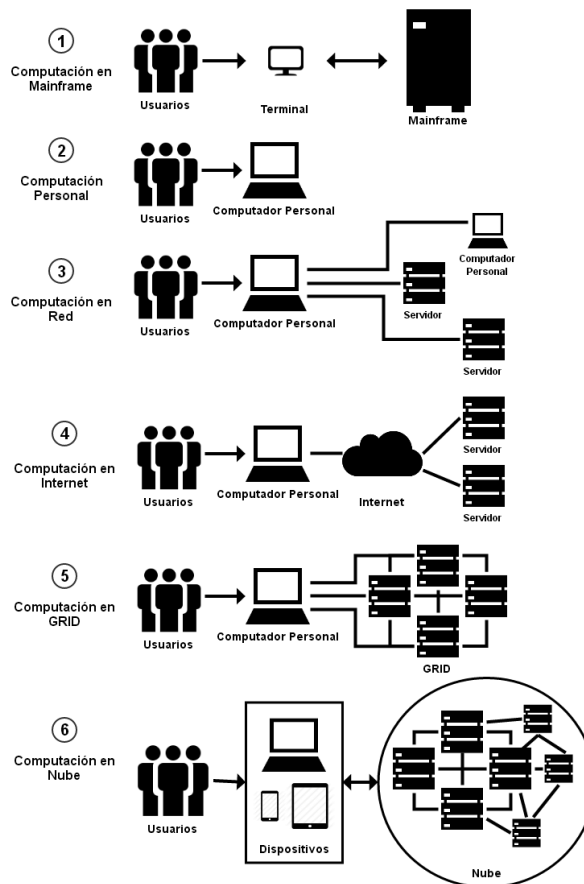 1
Computación en
Mainframe
Usuarios
Terminal
Mainframe
2
Computación
Personal
Usuarios
Computador Personal
3
Computación en
Red
Usuarios
Computador Personal
Computador
Personal
Servidor
Servidor
4
Computación en
Internet
Usuarios
Computador Personal
Internet
Servidor
Servidor
5
Computación en
GRID
Usuarios
Computador Personal
GRID
6
Computación en
Nube
Usuarios
Dispositivos
Nube